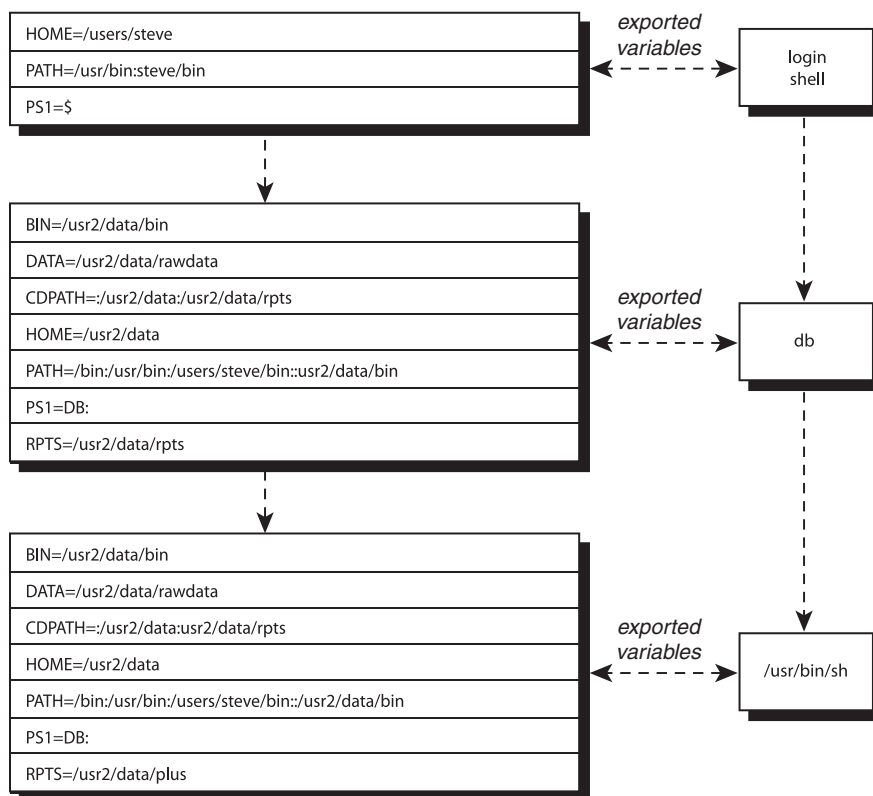 HOME=/users/steve
PATH=/usr/bin:steve/bin
PS1=$
exported
variables
login
shell
BIN=/usr2/data/bin
DATA=/usr2/data/rawdata
CDPATH=:/usr2/data:/usr2/data/rpts
HOME=/usr2/data
PATH=/bin:/usr/bin:/users/steve/bin::usr2/data/bin
PS1=DB:
RPTS=/usr2/data/rpts
exported
variables
db
BIN=/usr2/data/bin
DATA=/usr2/data/rawdata
CDPATH=:/usr2/data:usr2/data/rpts
HOME=/usr2/data
PATH=/bin:/usr/bin:/users/steve/bin::/usr2/data/bin
PS1=DB:
RPTS=/usr2/data/plus
exported
variables
/usr/bin/sh